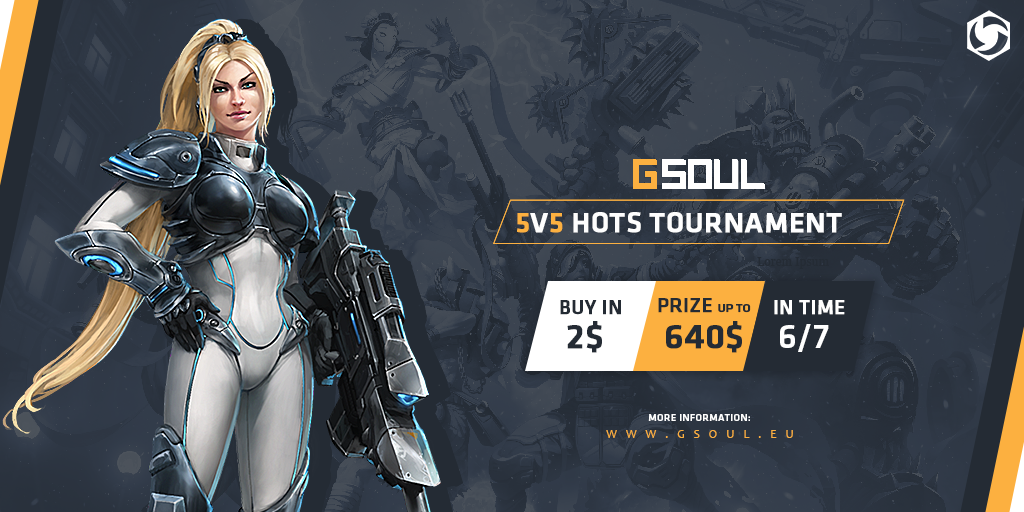 GSOUL
5V5 HOTS TOURNAMENT
BUY IN
2$
PRIZE UP TO
640$
IN TIME
6/7
MORE INFORMATION:
WWW.GSOUL.EU